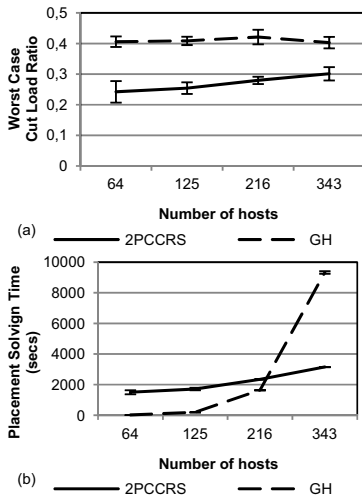 0,5
0,4
0,3
0,2
0,1
0
Worst Case
Cut Load Ratio
64 125 216 343
Number of hosts
(a)
2PCCRS GH
10000
8000
6000
4000
2000
0
Placement Solvign Time
(secs)
64 125 216 343
Number of hosts
(b)
2PCCRS GH